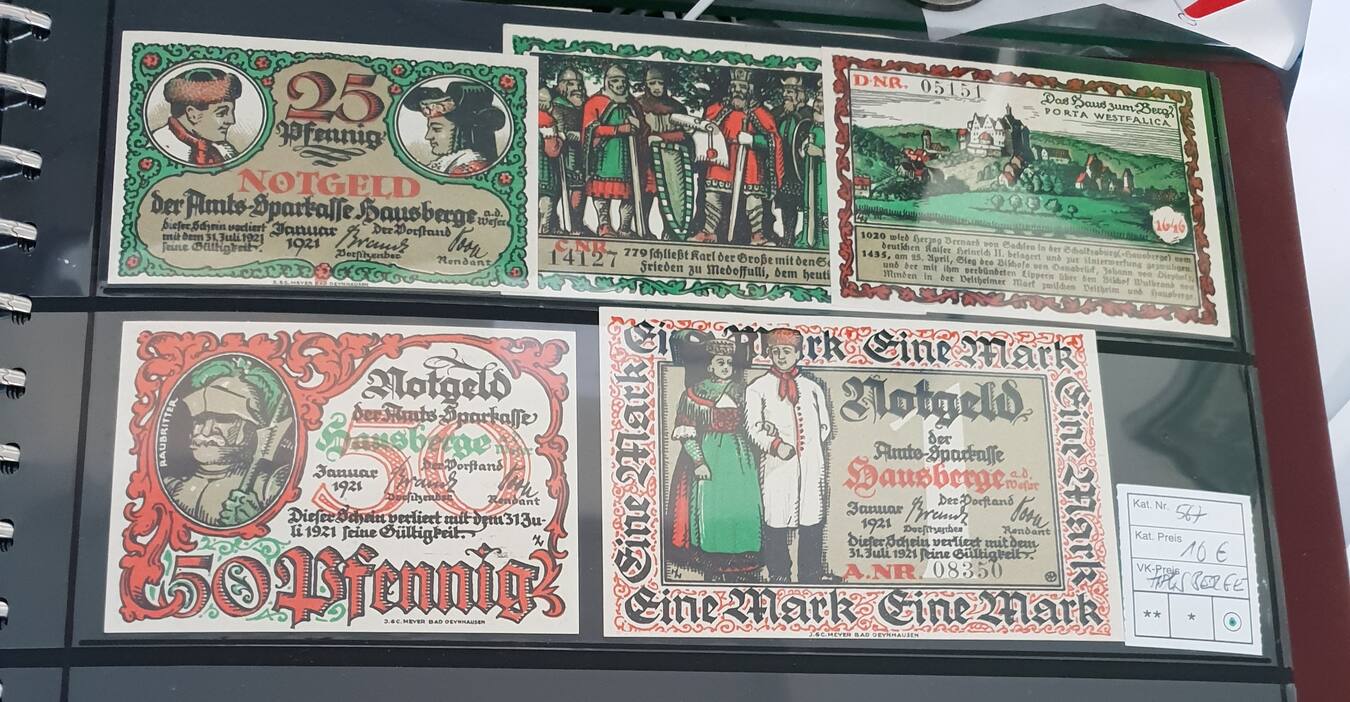 25
Pfennig
NOTGELD
der Amts-Sparkasse Hausberge a.d. Weser
dieser Schein verliert
mit dem 31. Juli 1921
seine Gültigkeit.
Januar
1921
Der Vorstand
Vorsitzender
Rendant
J.&C. MEYER BAD OEYNHAUSEN
C.NR.
14127
779 schließt Karl der Große mit den
Frieden zu Medofulli, dem heuti
D.NR. 05151
Das Haus zum Berge
PORTA WESTFALICA
1646
1020 wird Herzog Bernard von Sachsen in der Schalksburg (Hausberge) vom
deutschen Kaiser Heinrich II. belagert und zur Unterwerfung gezwungen.
1435, am 25. April, Sieg des Bischofs von Osnabrück, Johann von Diepholz
und der mit ihm verbündeten Lippern über den Bischof Wulbrand von
Minden in der Veltheimer Mark zwischen Veltheim und Hausberge.
RAUBRITTER
Notgeld
der Amts-Sparkasse
Hausberge a.d. Weser
50
Januar
1921
Der Vorstand
Vorsitzender
Rendant
Dieser Schein verliert mit dem 31 Ju-
li 1921 seine Gültigkeit.
50 Pfennig
J.&C. MEYER BAD OEYNHAUSEN
Eine Mark Eine Mark
Eine Mark
Eine Mark
Notgeld
1
der
Amts-Sparkasse
Hausberge a.d. Weser
Januar
1921
Der Vorstand
Vorsitzender
Rendant
Dieser Schein verliert mit dem
31. Juli 1921 seine Gültigkeit.
A.NR. 08350
Eine Mark Eine Mark
J.&C. MEYER BAD OEYNHAUSEN
Kat. Nr. 567
Kat. Preis
10 €
VK-Preis
HAUSBERGE
** *